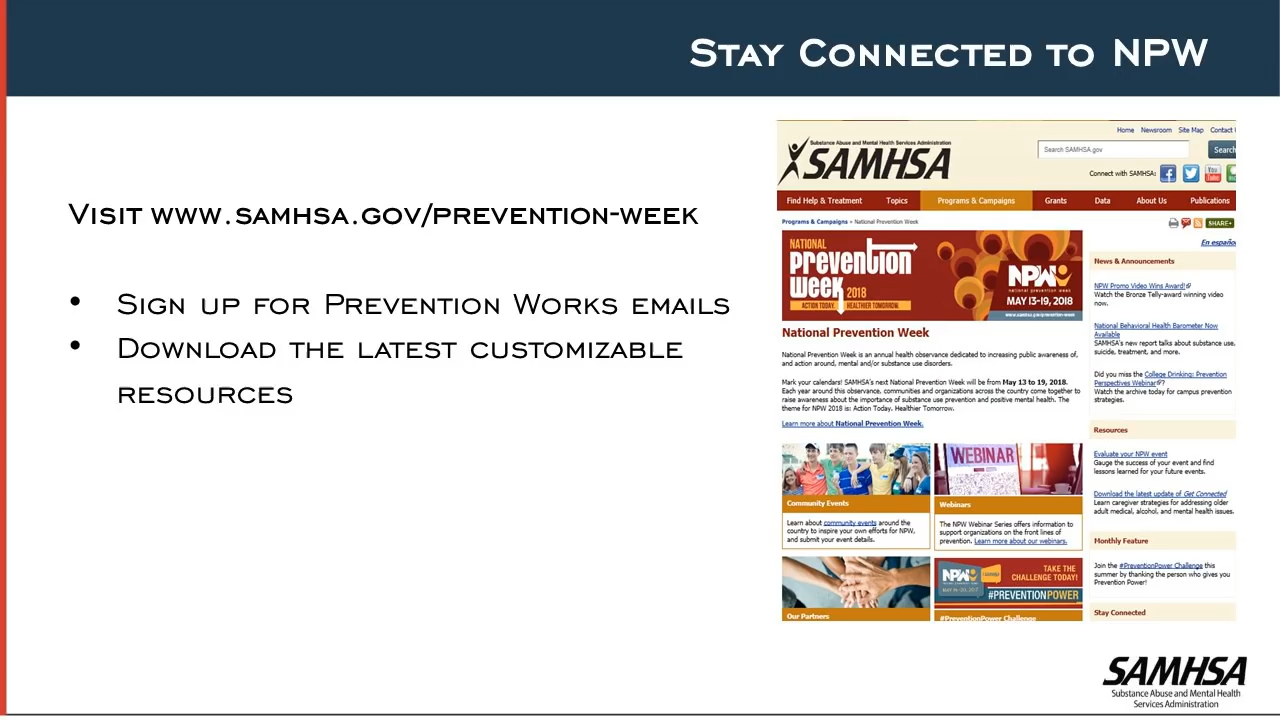 STAY CONNECTED TO NPW
VISIT WWW.SAMHSA.GOV/PREVENTION-WEEK
• SIGN UP FOR PREVENTION WORKS EMAILS
• DOWNLOAD THE LATEST CUSTOMIZABLE
RESOURCES
Home Newsroom Site Map Contact
Substance Abuse and Mental Health Services Administration
SAMHSA
Search SAMHSA.gov
Search
Connect with SAMHSA:
You Tube
Find Help & Treatment Topics Programs & Campaigns Grants Data About Us Publications
Programs & Campaigns » National Prevention Week
SHARE+
En español
NATIONAL
prevention
week 2018
ACTION TODAY. HEALTHIER TOMORROW.
NPW
national prevention week
MAY 13-19, 2018
www.samhsa.gov/prevention-week
National Prevention Week
National Prevention Week is an annual health observance dedicated to increasing public awareness of,
and action around, mental and/or substance use disorders.
Mark your calendars! SAMHSA's next National Prevention Week will be from May 13 to 19, 2018.
Each year around this observance, communities and organizations across the country come together to
raise awareness about the importance of substance use prevention and positive mental health. The
theme for NPW 2018 is: Action Today. Healthier Tomorrow.
Learn more about National Prevention Week.
Community Events
Learn about community events around the
country to inspire your own efforts for NPW,
and submit your event details.
WEBINAR
Webinars
The NPW Webinar Series offers information to
support organizations on the front lines of
prevention. Learn more about our webinars.
Our Partners
NPW
MAY 14-20, 2017
TAKE THE
CHALLENGE TODAY!
#PREVENTIONPOWER
#PreventionPower Challenge
News & Announcements
NPW Promo Video Wins Award!
Watch the Bronze Telly-award winning video
now.
National Behavioral Health Barometer Now
Available
SAMHSA's new report talks about substance use,
suicide, treatment, and more.
Did you miss the College Drinking: Prevention
Perspectives Webinar?
Watch the archive today for campus prevention
strategies.
Resources
Evaluate your NPW event
Gauge the success of your event and find
lessons learned for your future events.
Download the latest update of Get Connected
Learn caregiver strategies for addressing older
adult medical, alcohol, and mental health issues.
Monthly Feature
Join the #PreventionPower Challenge this
summer by thanking the person who gives you
Prevention Power!
Stay Connected
SAMHSA
Substance Abuse and Mental Health
Services Administration